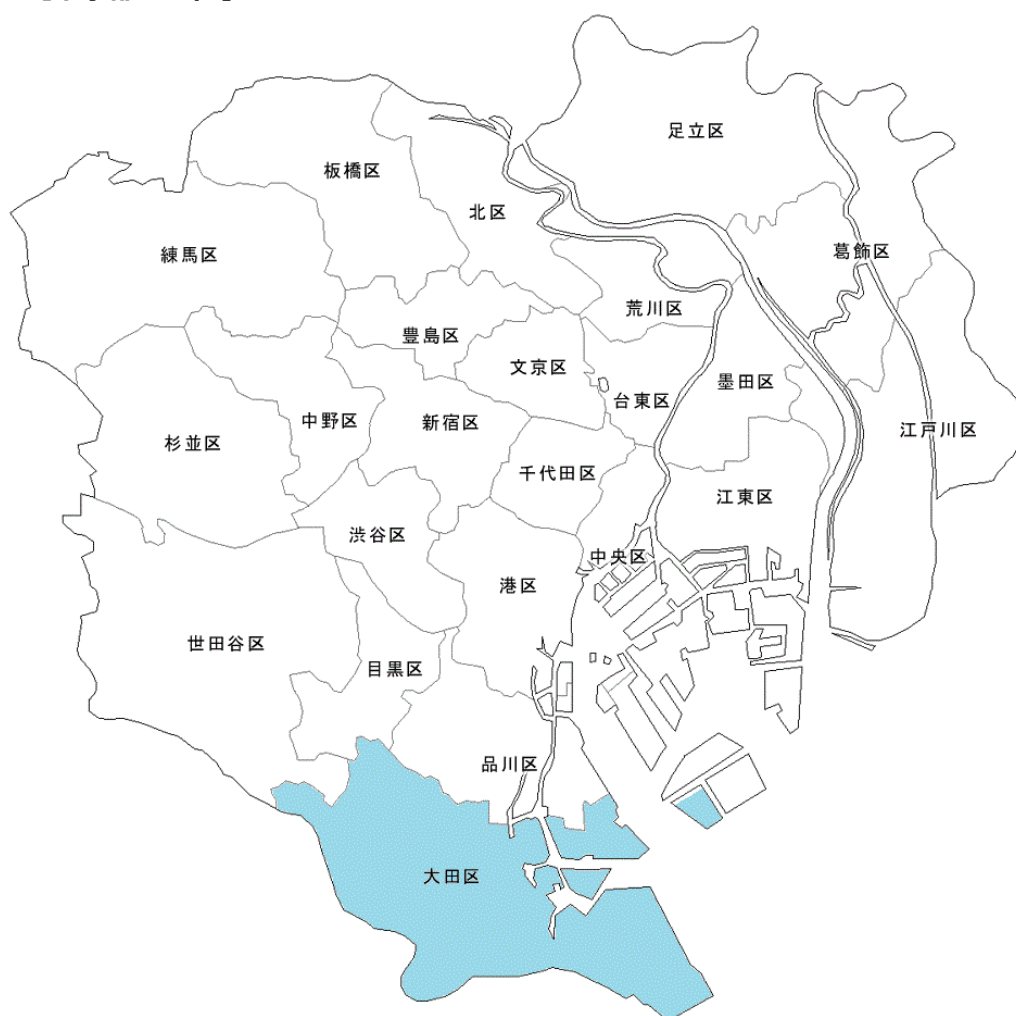 足立区
板橋区
北区
練馬区
葛飾区
荒川区
豊島区
文京区
墨田区
台東区
中野区
新宿区
江戸川区
杉並区
千代田区
江東区
渋谷区
中央区
港区
世田谷区
目黒区
品川区
大田区